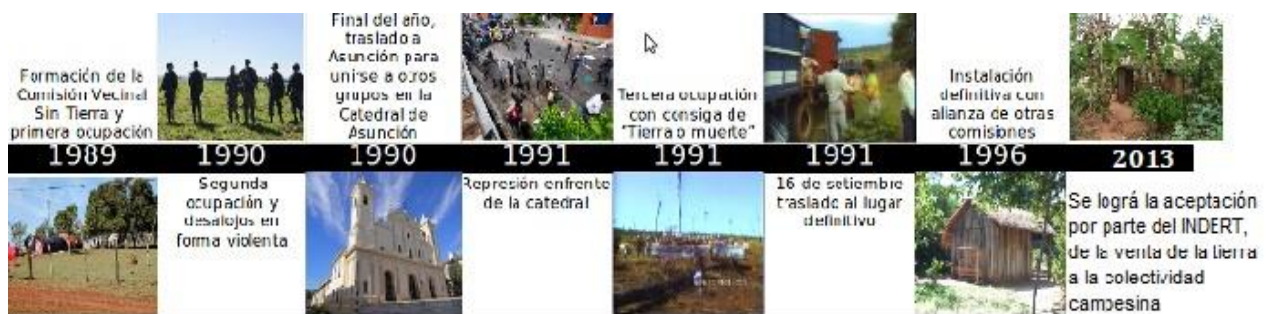 Formación de la
Comisión Vecinal
Sin Tierra y
primera ocupación
Final del año,
traslado a
Asunción para
unirse a otros
grupos en la
Catedral de
Asunción
Tercera ocupación
con consiga de
"Tierra o muerte"
Instalación
definitiva con
alianza de otras
comisiones
1989 1990 1990 1991 1991 1991 1996 2013
Segunda
ocupación y
desalojos en
forma violenta
Represión enfrente
de la catedral
16 de setiembre
traslado al lugar
definitivo
Se lográ la aceptación
por parte del INDERT,
de la venta de la tierra
a la colectividad
campesina